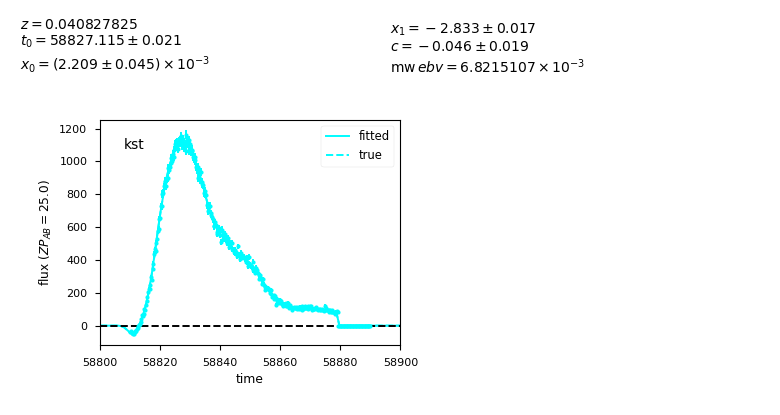 z = 0.040827825
t₀ = 58827.115 ± 0.021
x₀ = (2.209 ± 0.045) × 10⁻³
x₁ = −2.833 ± 0.017
c = −0.046 ± 0.019
mw ebv = 6.8215107 × 10⁻³
kst
fitted
true
flux (ZP_AB = 25.0)
1200
1000
800
600
400
200
0
58800 58820 58840 58860 58880 58900
time